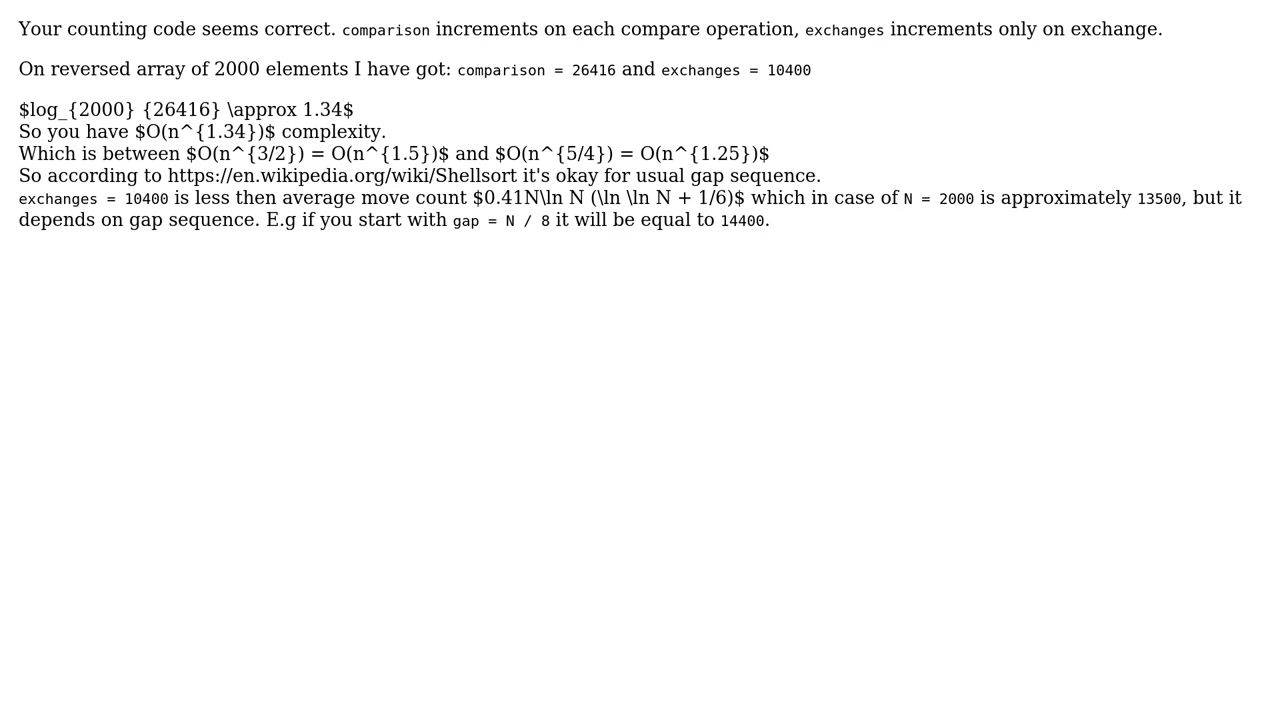 Your counting code seems correct. comparison increments on each compare operation, exchanges increments only on exchange.
On reversed array of 2000 elements I have got: comparison = 26416 and exchanges = 10400
$log_{2000} {26416} \approx 1.34$
So you have $O(n^{1.34})$ complexity.
Which is between $O(n^{3/2}) = O(n^{1.5})$ and $O(n^{5/4}) = O(n^{1.25})$
So according to https://en.wikipedia.org/wiki/Shellsort it's okay for usual gap sequence.
exchanges = 10400 is less then average move count $0.41N\ln N (\ln \ln N + 1/6)$ which in case of N = 2000 is approximately 13500, but it
depends on gap sequence. E.g if you start with gap = N / 8 it will be equal to 14400.